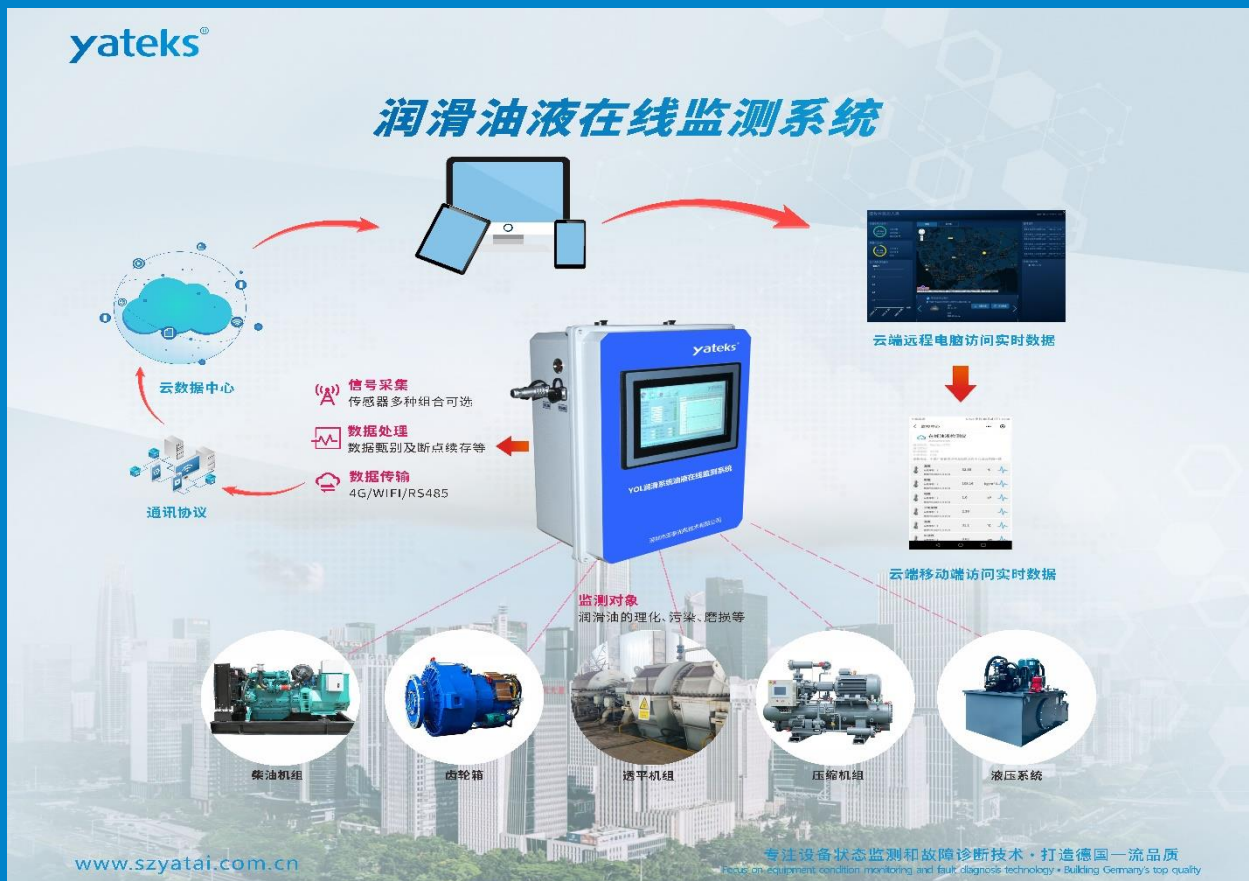 yateks®
润滑油液在线监测系统
云端远程电脑访问实时数据
云数据中心
信号采集
传感器多种组合可选
数据处理
数据甄别及断点续存等
数据传输
4G/WIFI/RS485
通讯协议
yateks
YOL润滑系统油液在线监测系统
云端移动端访问实时数据
监测对象
润滑油的理化、污染、磨损等
柴油机组
齿轮箱
透平机组
压缩机组
液压系统
www.szyatai.com.cn
专注设备状态监测和故障诊断技术·打造德国一流品质
Focus on equipment condition monitoring and fault diagnosis technology • Building Germany's top quality